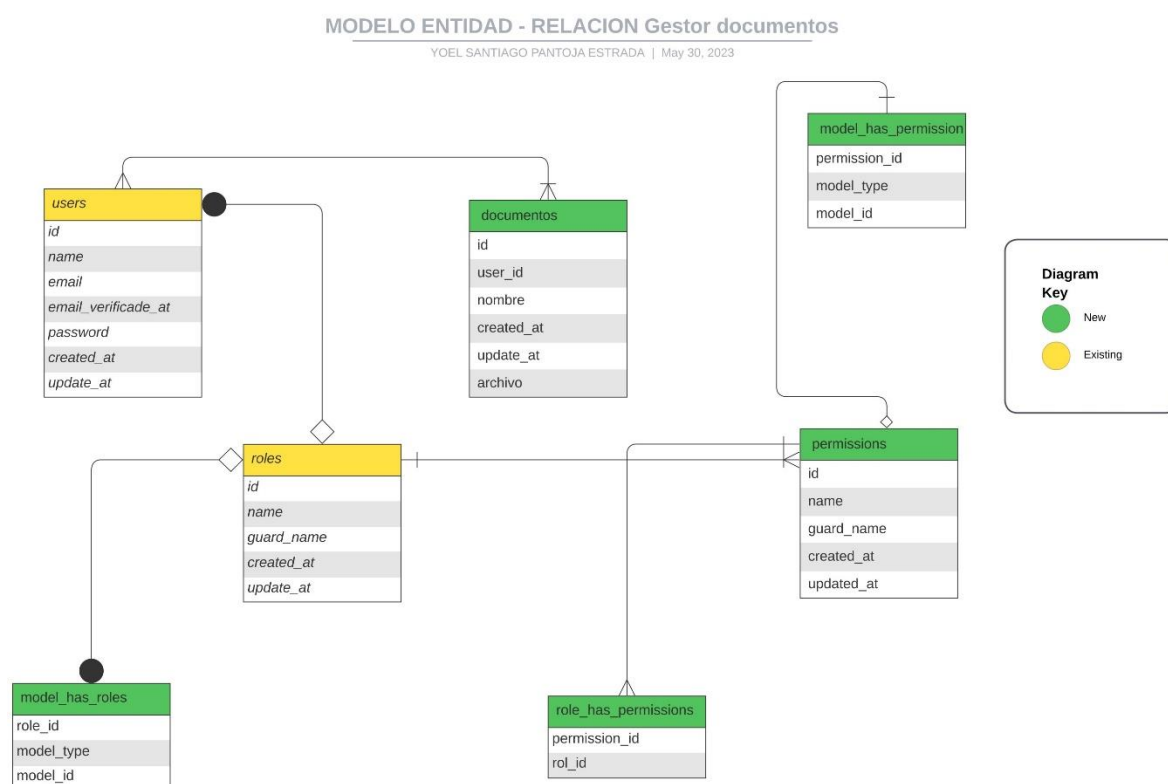 MODELO ENTIDAD - RELACION Gestor documentos
YOEL SANTIAGO PANTOJA ESTRADA | May 30, 2023
model_has_permission
permission_id
model_type
model_id
users
id
name
email
email_verificade_at
password
created_at
update_at
documentos
id
user_id
nombre
created_at
update_at
archivo
Diagram
Key
New
Existing
roles
id
name
guard_name
created_at
update_at
permissions
id
name
guard_name
created_at
updated_at
model_has_roles
role_id
model_type
model_id
role_has_permissions
permission_id
rol_id